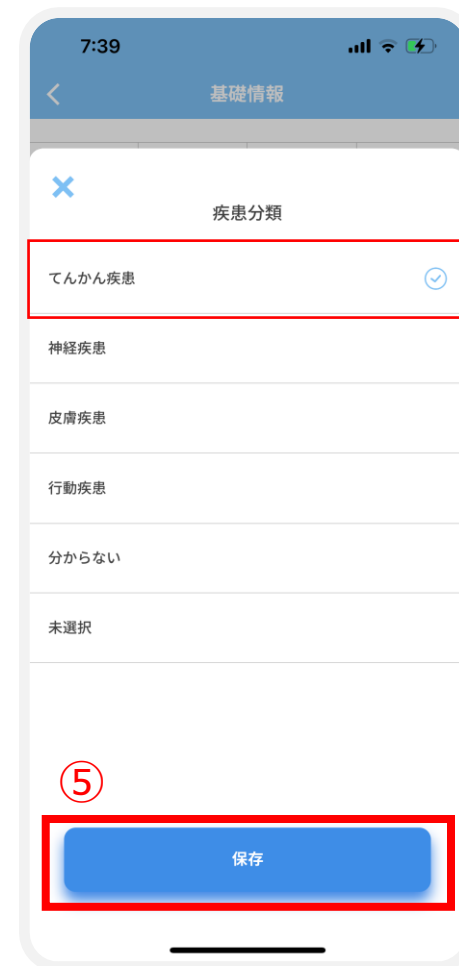 7:39
基礎情報
疾患分類
てんかん疾患
神経疾患
皮膚疾患
行動疾患
分からない
未選択
⑤
保存